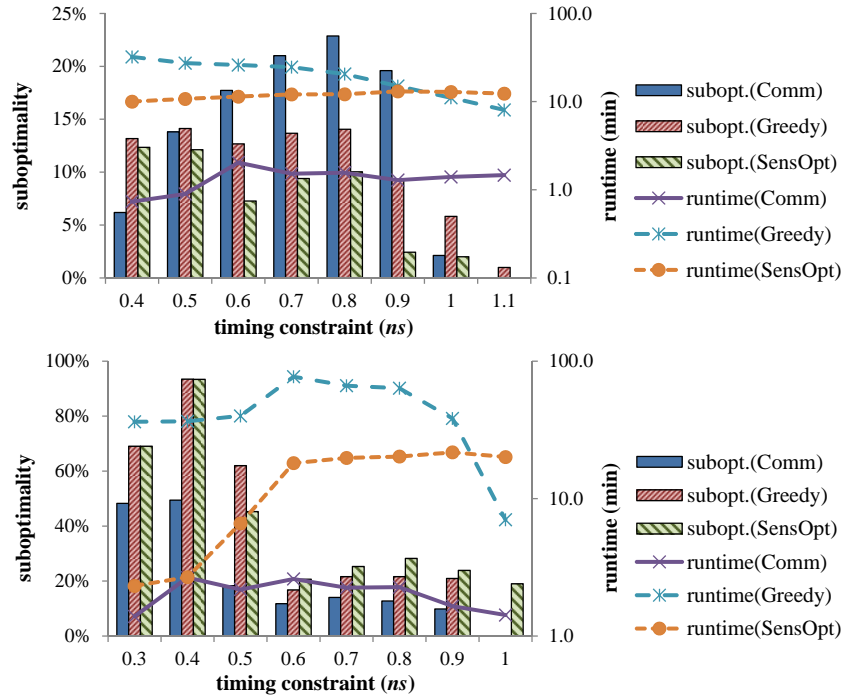 25%
20%
15%
10%
5%
0%
suboptimality
100.0
10.0
1.0
0.1
runtime (min)
0.4 0.5 0.6 0.7 0.8 0.9 1 1.1
timing constraint (ns)
subopt.(Comm)
subopt.(Greedy)
subopt.(SensOpt)
runtime(Comm)
runtime(Greedy)
runtime(SensOpt)
100%
80%
60%
40%
20%
0%
suboptimality
100.0
10.0
1.0
runtime (min)
0.3 0.4 0.5 0.6 0.7 0.8 0.9 1
timing constraint (ns)
subopt.(Comm)
subopt.(Greedy)
subopt.(SensOpt)
runtime(Comm)
runtime(Greedy)
runtime(SensOpt)